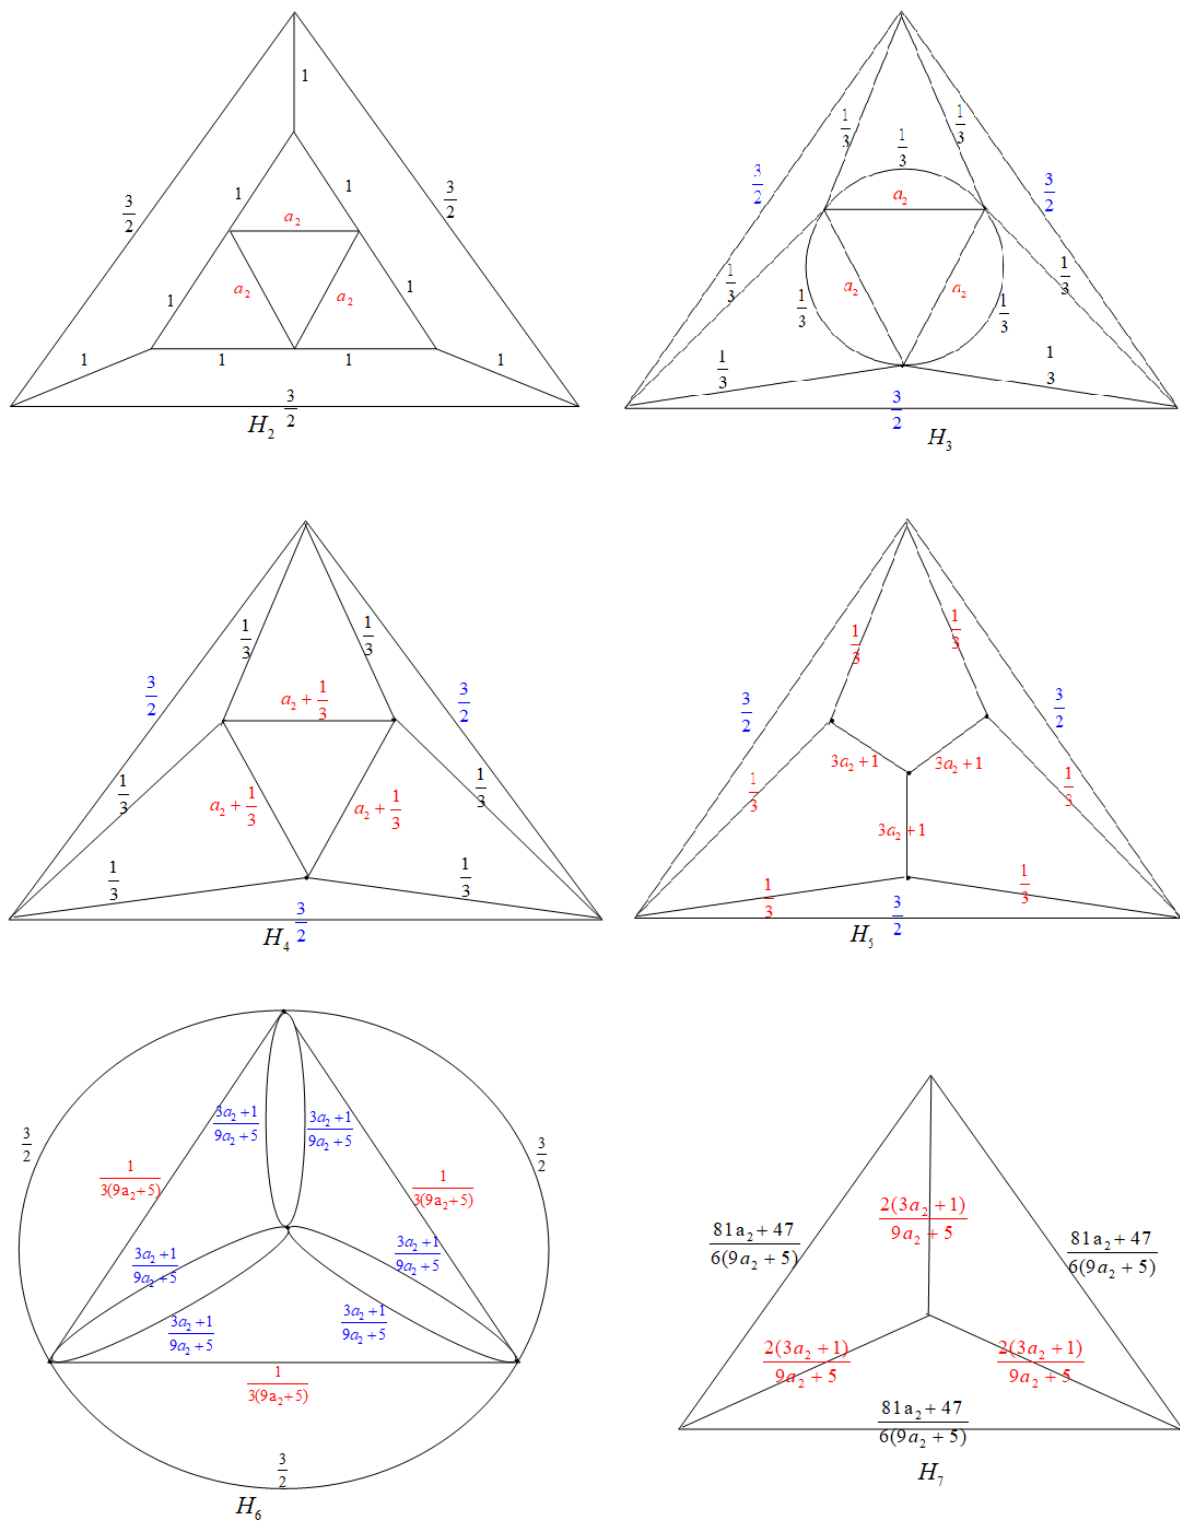 1
3/2
3/2
1
1
a₂
1
a₂
a₂
1
1
1
1
1
3/2
H₂
1/3
1/3
1/3
3/2
3/2
a₂
1/3
1/3
a₂
a₂
1/3
1/3
1/3
1/3
3/2
H₃
1/3
1/3
3/2
3/2
a₂ + 1/3
1/3
1/3
a₂ + 1/3
a₂ + 1/3
1/3
1/3
3/2
H₄
1/3
1/3
3/2
3/2
3a₂ + 1
3a₂ + 1
1/3
1/3
3a₂ + 1
1/3
1/3
3/2
H₅
(3a₂ + 1)/(9a₂ + 5)
(3a₂ + 1)/(9a₂ + 5)
3/2
3/2
1/(3(9a₂ + 5))
1/(3(9a₂ + 5))
(3a₂ + 1)/(9a₂ + 5)
(3a₂ + 1)/(9a₂ + 5)
(3a₂ + 1)/(9a₂ + 5)
(3a₂ + 1)/(9a₂ + 5)
1/(3(9a₂ + 5))
3/2
H₆
2(3a₂ + 1)/(9a₂ + 5)
(81a₂ + 47)/(6(9a₂ + 5))
(81a₂ + 47)/(6(9a₂ + 5))
2(3a₂ + 1)/(9a₂ + 5)
2(3a₂ + 1)/(9a₂ + 5)
(81a₂ + 47)/(6(9a₂ + 5))
H₇